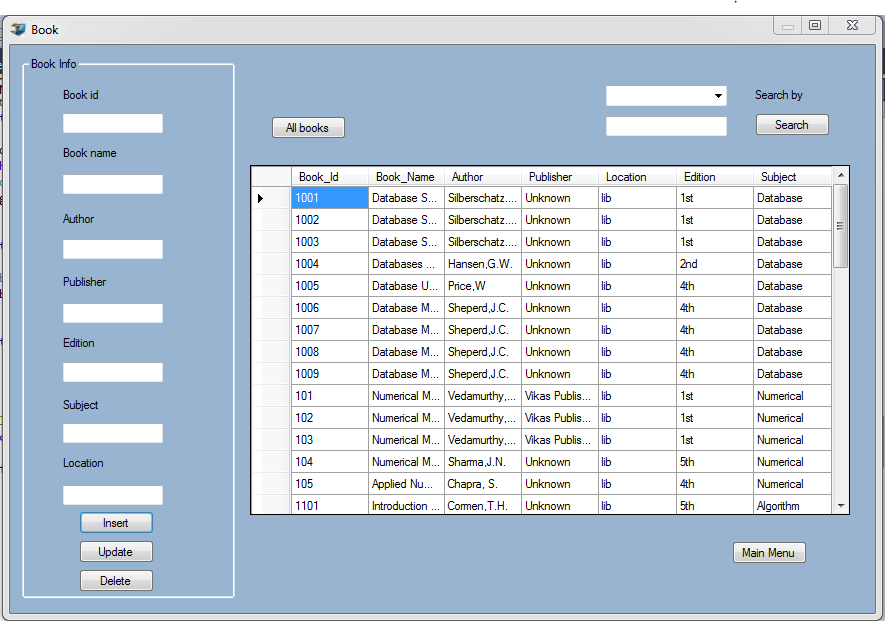 Book
Book Info
Book id
Book name
Author
Publisher
Edition
Subject
Location
Insert
Update
Delete
All books
Search by
Search
Book_Id Book_Name Author Publisher Location Edition Subject
1001 Database S... Silberschatz.... Unknown lib 1st Database
1002 Database S... Silberschatz.... Unknown lib 1st Database
1003 Database S... Silberschatz.... Unknown lib 1st Database
1004 Databases ... Hansen,G.W. Unknown lib 2nd Database
1005 Database U... Price,W Unknown lib 4th Database
1006 Database M... Sheperd,J.C. Unknown lib 4th Database
1007 Database M... Sheperd,J.C. Unknown lib 4th Database
1008 Database M... Sheperd,J.C. Unknown lib 4th Database
1009 Database M... Sheperd,J.C. Unknown lib 4th Database
101 Numerical M... Vedamurthy,... Vikas Publis... lib 1st Numerical
102 Numerical M... Vedamurthy,... Vikas Publis... lib 1st Numerical
103 Numerical M... Vedamurthy,... Vikas Publis... lib 1st Numerical
104 Numerical M... Sharma,J.N. Unknown lib 5th Numerical
105 Applied Nu... Chapra, S. Unknown lib 4th Numerical
1101 Introduction ... Cormen,T.H. Unknown lib 5th Algorithm
Main Menu